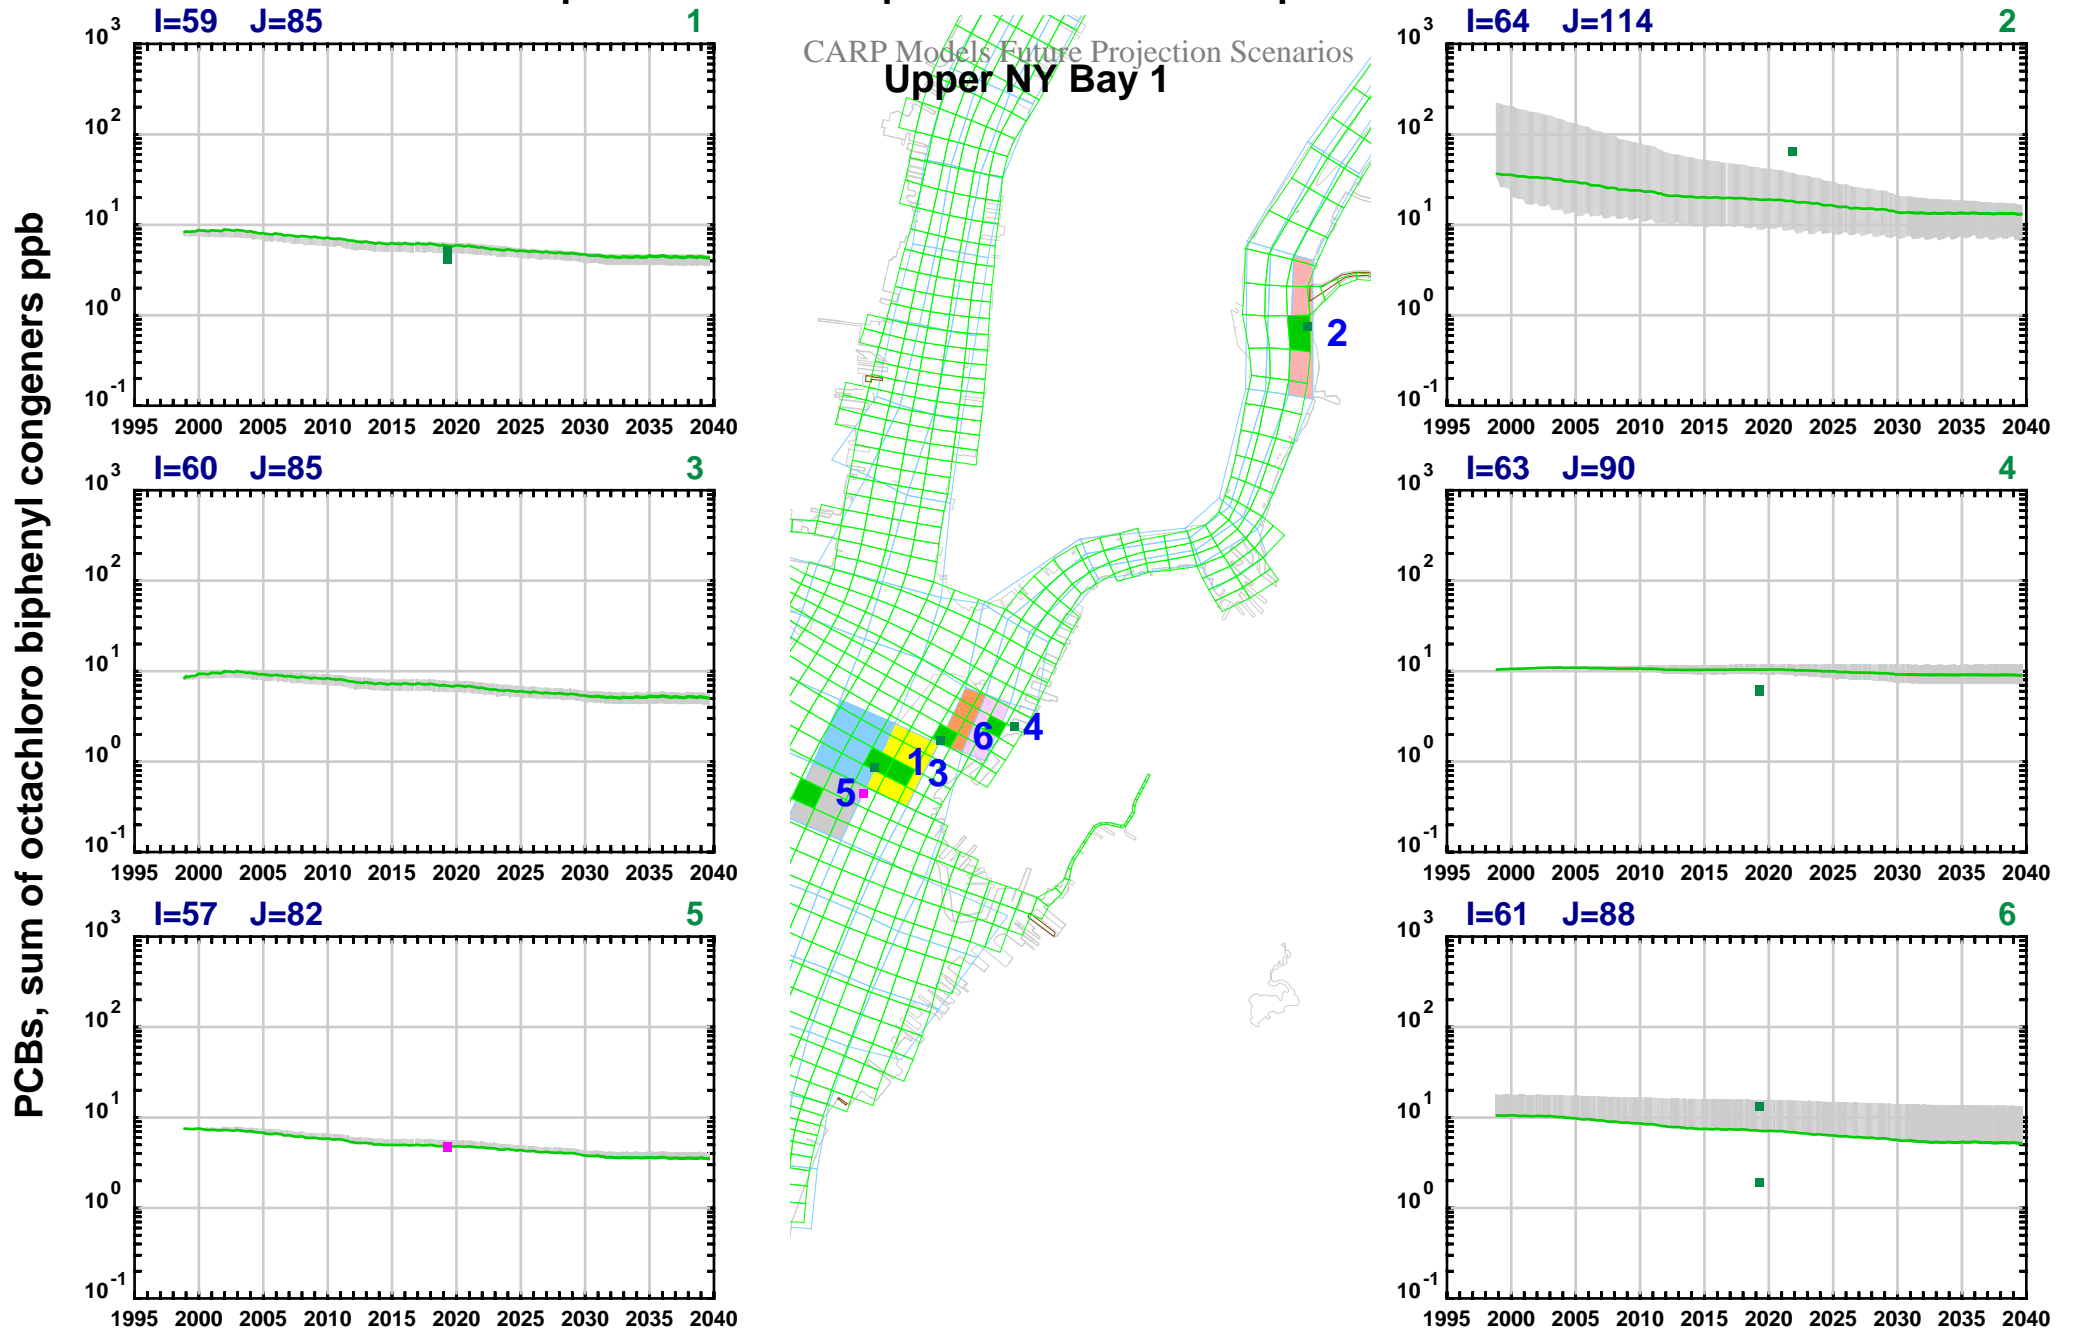 CARP Models Future Projection Scenarios
Upper NY Bay 1
PCBs, sum of octachloro biphenyl congeners ppb
I=59 J=85 1
10^3
10^2
10^1
10^0
10^-1
1995 2000 2005 2010 2015 2020 2025 2030 2035 2040
I=64 J=114 2
10^3
10^2
10^1
10^0
10^-1
1995 2000 2005 2010 2015 2020 2025 2030 2035 2040
I=60 J=85 3
10^3
10^2
10^1
10^0
10^-1
1995 2000 2005 2010 2015 2020 2025 2030 2035 2040
I=63 J=90 4
10^3
10^2
10^1
10^0
10^-1
1995 2000 2005 2010 2015 2020 2025 2030 2035 2040
I=57 J=82 5
10^3
10^2
10^1
10^0
10^-1
1995 2000 2005 2010 2015 2020 2025 2030 2035 2040
I=61 J=88 6
10^3
10^2
10^1
10^0
10^-1
1995 2000 2005 2010 2015 2020 2025 2030 2035 2040
2
4
6
1
3
5